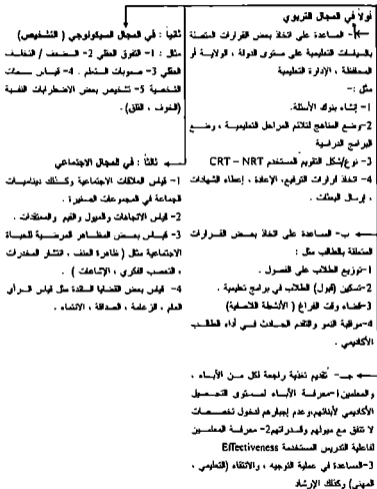 أولاً في المجال التربوي
أ- المساعدة على اتخاذ بعض القرارات المتصلة
بالسياسات التعليمية على مستوى الدولة ، الولاية أو
المحافظة ، الإدارة التعليمية
مثل :-
1- إنشاء بنوك الأسئلة.
2-وضع المناهج لتلائم المراحل التعليمية ، وضع
البرامج الدراسية
3- نوع/شكل التقويم المستخدم CRT – NRT
4- اتخاذ قرارات الترفيع، الإعادة ، إعطاء الشهادات
، إرسال البعثات .
ب- المساعدة على اتخاذ بعض القرارات
المتعلقة بالطالب مثل :
1-توزيع الطلاب على الفصول .
2-تسكين (قبول) الطلاب في برامج تعليمية .
3-قضاء وقت الفراغ ( الأنشطة اللاصفية)
4-مراقبة النمو والتقدم الحادث في أداء الطالب
الأكاديمي .
جـ- تقديم تغذية راجعة لكل من الآباء ،
والمعلمين 1-معرفة الآباء لمستوى التحصيل
الأكاديمي لأبنائهم،وعدم إجبارهم لدخول تخصصات
لا تتفق مع ميولهم وقدراتهم2- معرفة المعلمين
لفاعلية التدريس المستخدمة Effectiveness
3-المساعدة في عملية التوجيه ، والانتقاء (التعليمي ،
المهني) وكذلك الإرشاد
ثانياً : في المجال السيكولوجي ( التشخيص)
مثل : 1- التفوق العقلي 2- الضعف / التخلف
العقلي 3- صعوبات التعلم . 4- قياس سمات
الشخصية 5- تشخيص بعض الاضطرابات النفسية
(الخوف ، القلق).
ثالثاً : في المجال الاجتماعي
1- قياس العلاقات الاجتماعية وكذلك ديناميات
الجماعة في المجموعات الصغيرة .
2- قياس الاتجاهات والميول والقيم والمعتقدات .
3- قياس بعض المظاهر المرضية للحياة
الاجتماعية مثل ( ظاهرة العنف ، انتشار المخدرات
، التعصب الفكري ، الإشاعات ) .
4- قياس بعض القضايا السائدة مثل قياس الرأي
العام ، الزعامة ، الصداقة ، الانتماء .